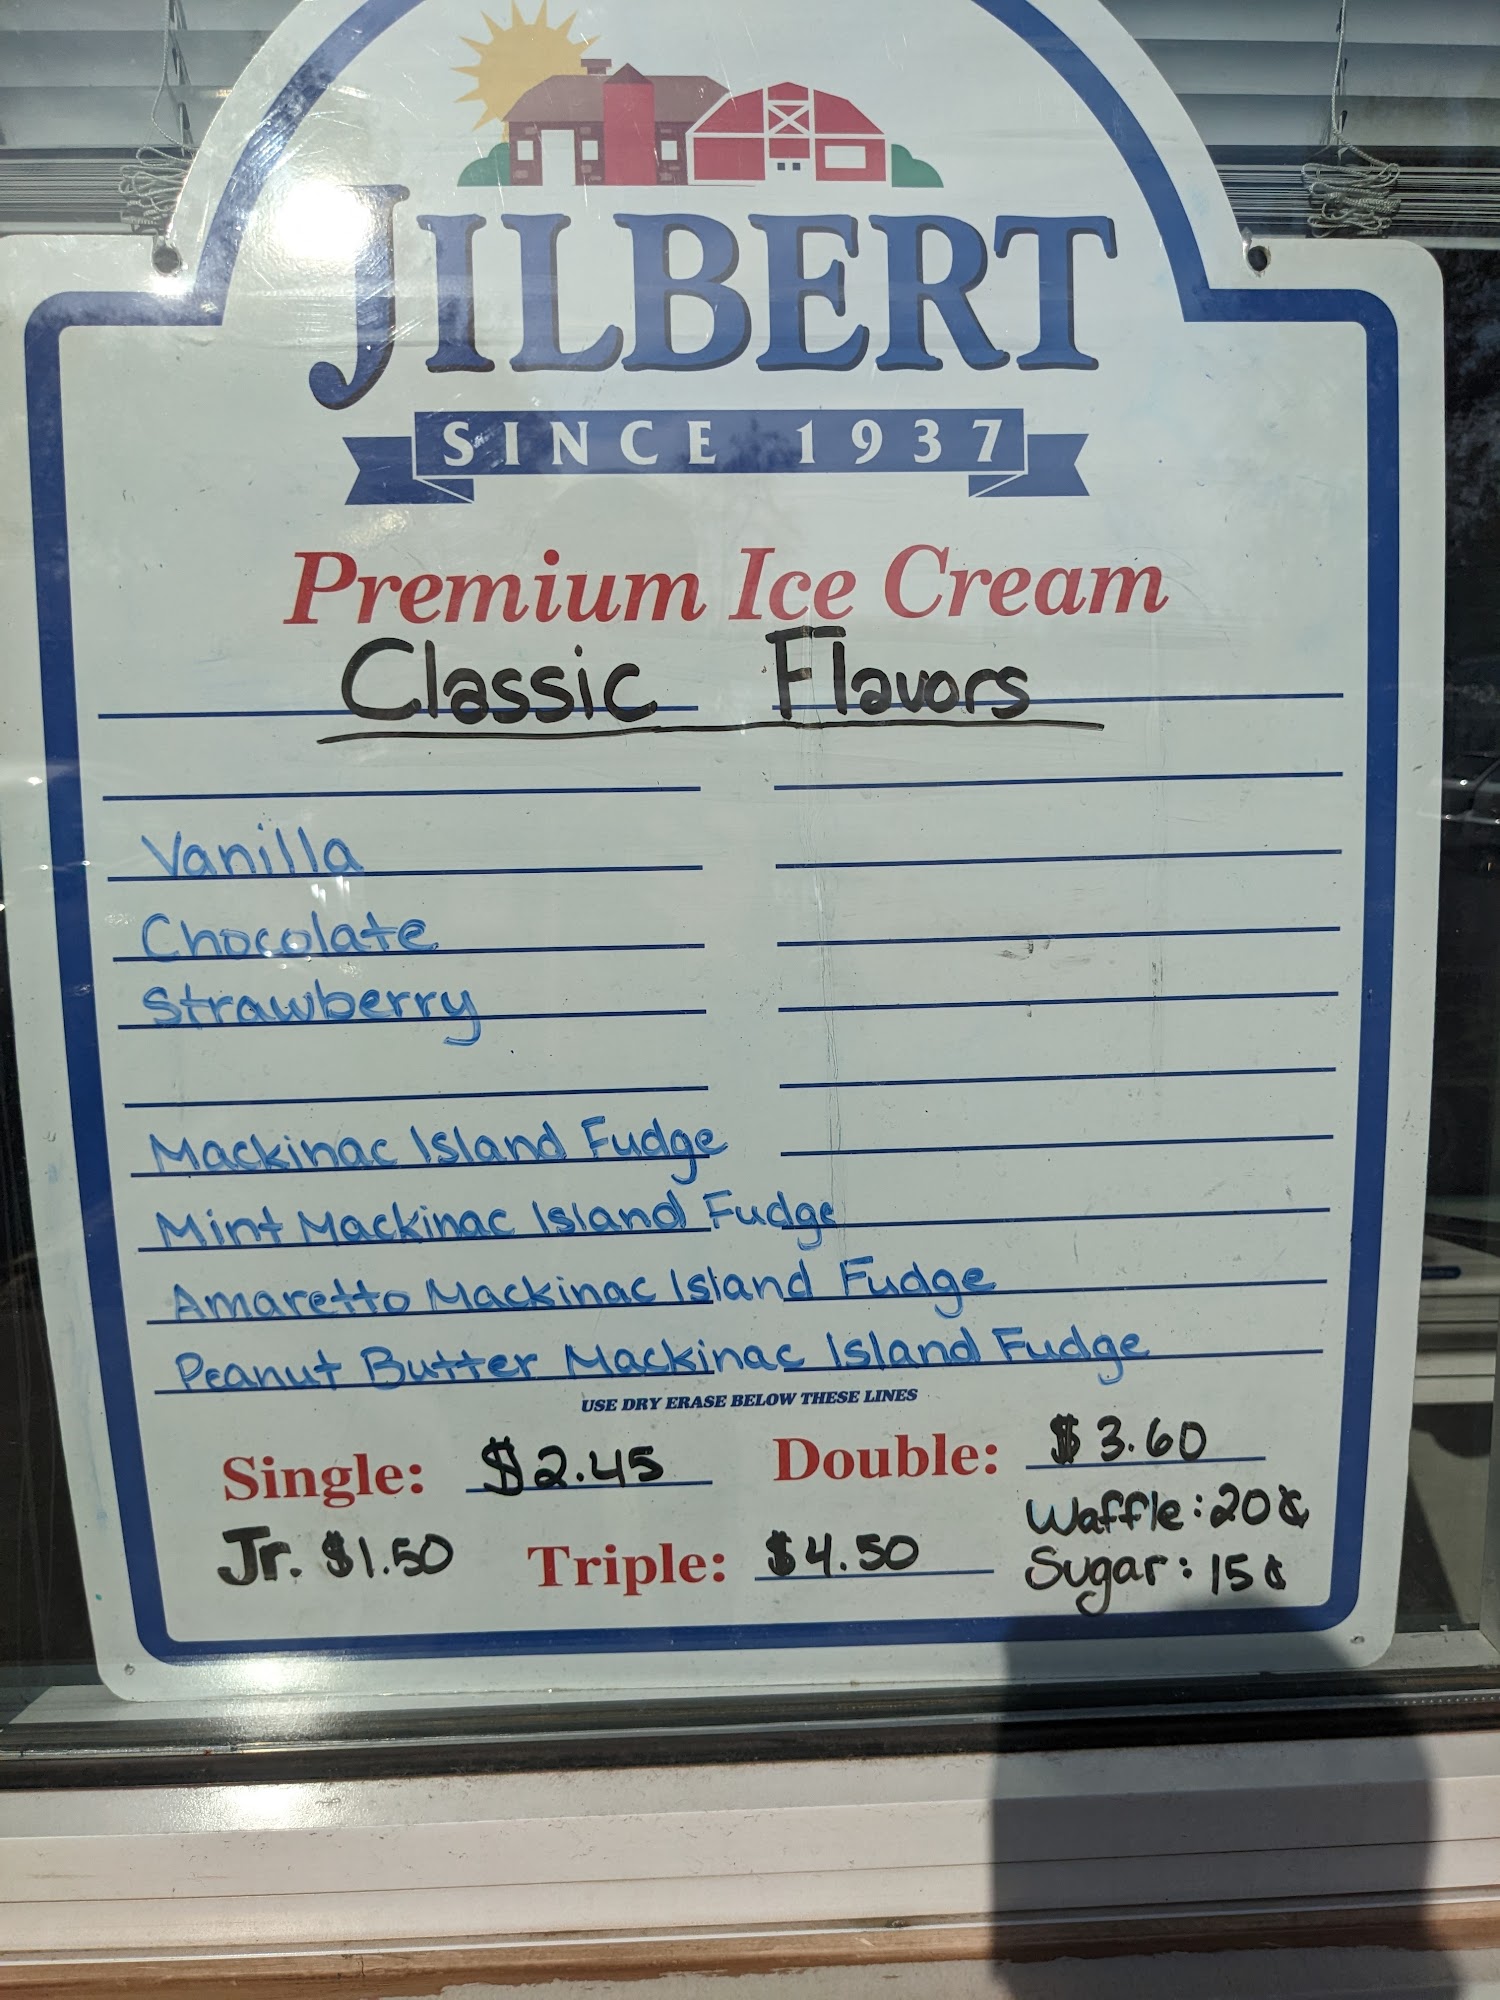 JILBERT
SINCE 1937
Premium Ice Cream
Classic Flavors
Vanilla
Chocolate
Strawberry
Mackinac Island Fudge
Mint Mackinac Island Fudge
Amaretto Mackinac Island Fudge
Peanut Butter Mackinac Island Fudge
USE DRY ERASE BELOW THESE LINES
Single: $2.45 Double: $3.60
Waffle: 20¢
Jr. $1.50 Triple: $4.50
Sugar: 15¢